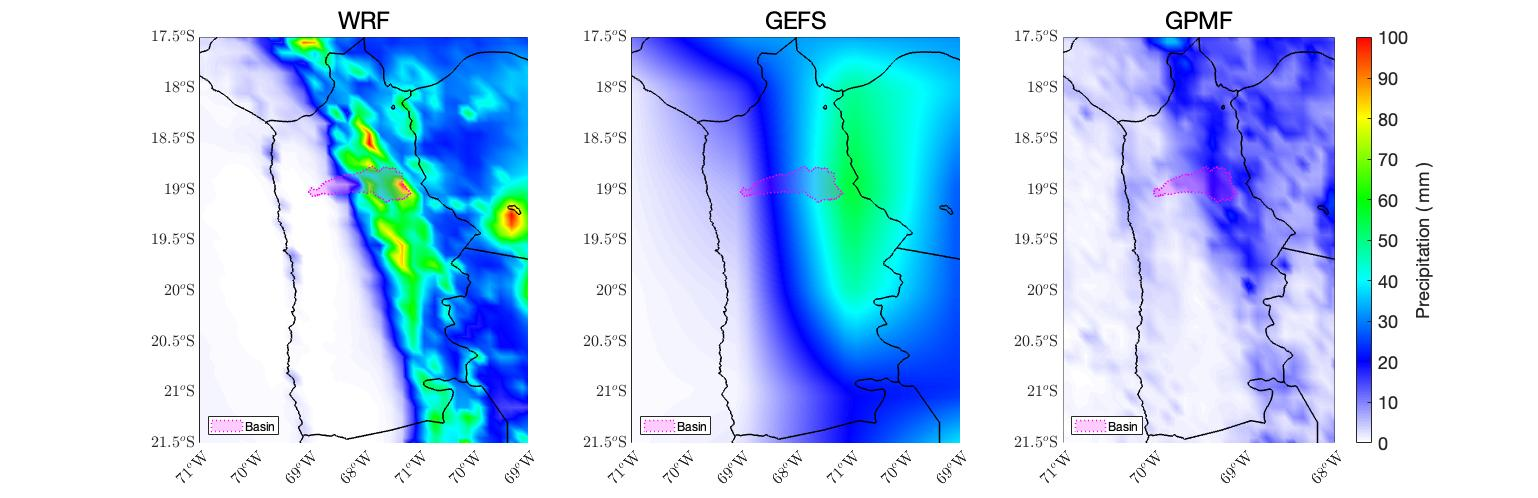 WRF
17.5°S
18°S
18.5°S
19°S
19.5°S
20°S
20.5°S
21°S
21.5°S
Basin
71°W
70°W
69°W
68°W
71°W
70°W
69°W
GEFS
17.5°S
18°S
18.5°S
19°S
19.5°S
20°S
20.5°S
21°S
21.5°S
Basin
71°W
70°W
69°W
68°W
71°W
70°W
69°W
GPMF
17.5°S
18°S
18.5°S
19°S
19.5°S
20°S
20.5°S
21°S
21.5°S
Basin
71°W
70°W
69°W
68°W
100
90
80
70
60
50
40
30
20
10
0
Precipitation ( mm )